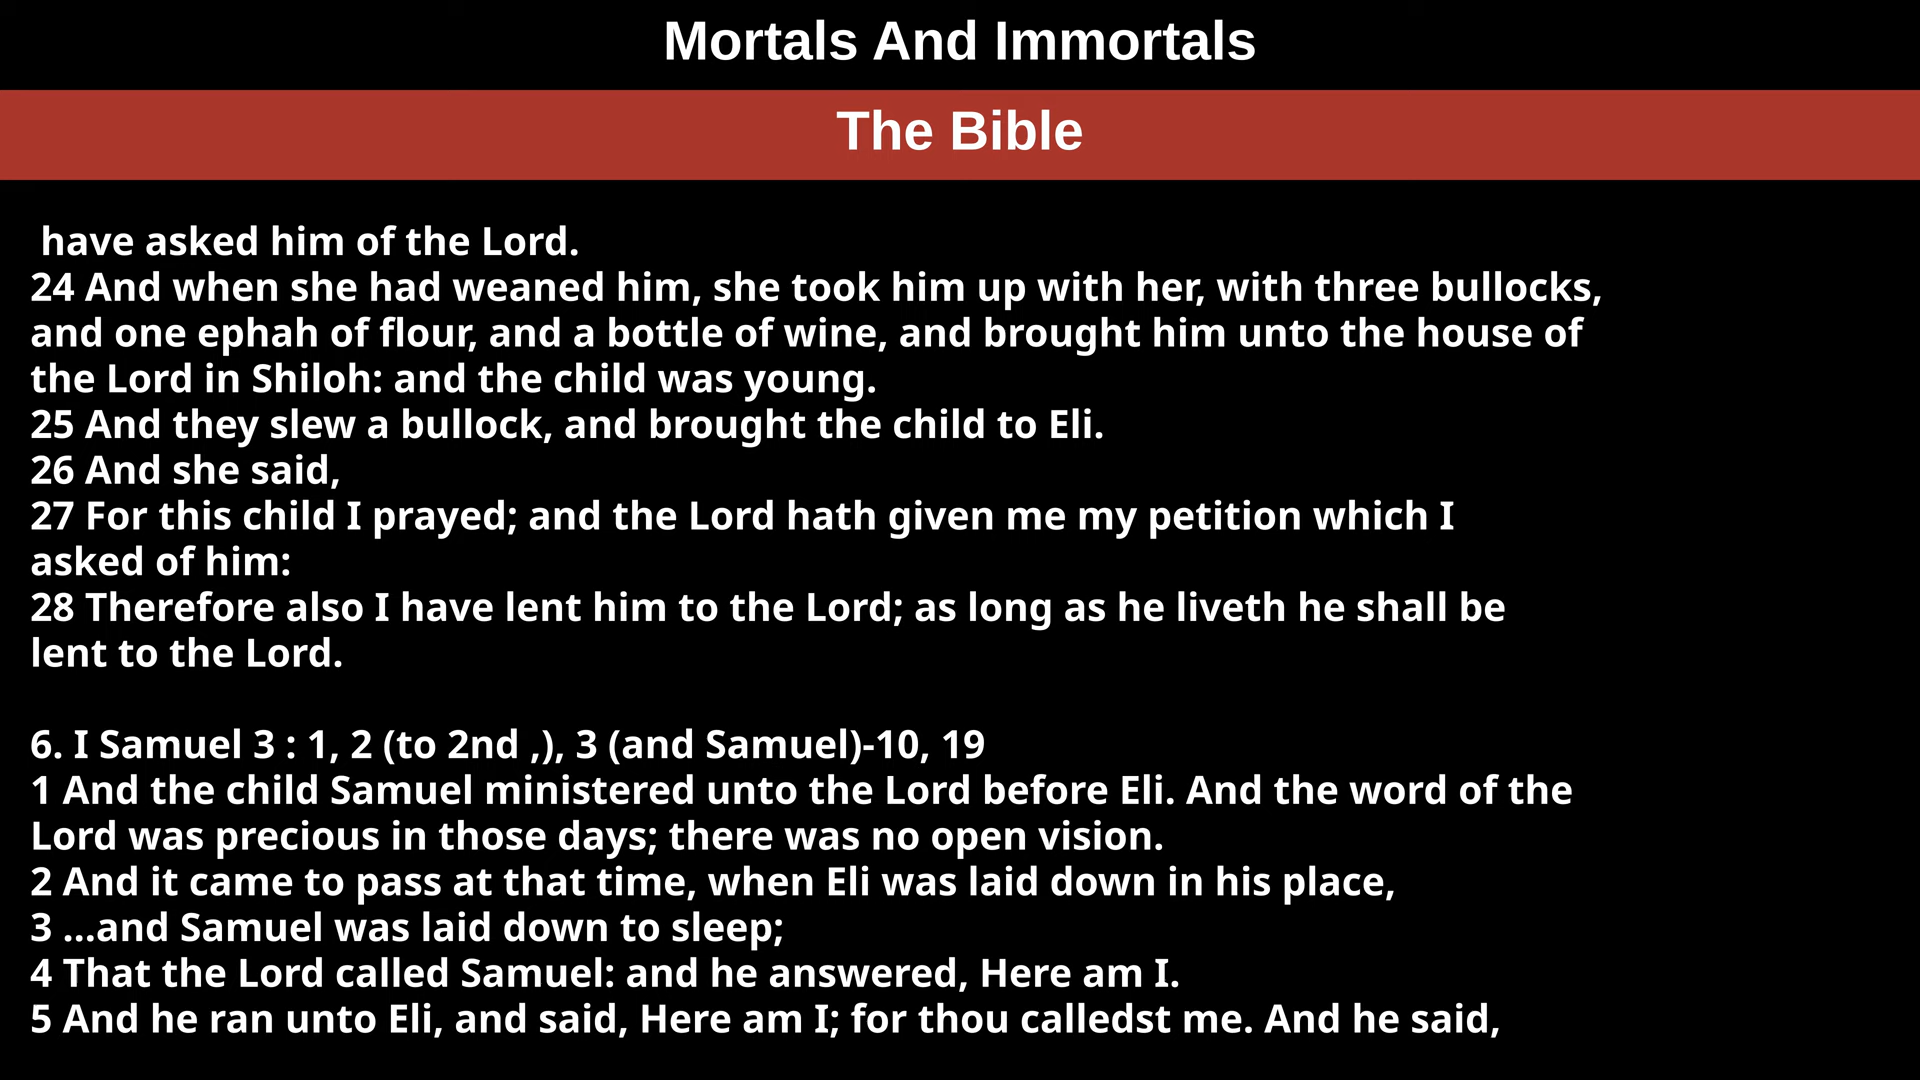 Mortals And Immortals
The Bible
have asked him of the Lord.
24 And when she had weaned him, she took him up with her, with three bullocks,
and one ephah of flour, and a bottle of wine, and brought him unto the house of
the Lord in Shiloh: and the child was young.
25 And they slew a bullock, and brought the child to Eli.
26 And she said,
27 For this child I prayed; and the Lord hath given me my petition which I
asked of him:
28 Therefore also I have lent him to the Lord; as long as he liveth he shall be
lent to the Lord.
6. I Samuel 3 : 1, 2 (to 2nd ,), 3 (and Samuel)-10, 19
1 And the child Samuel ministered unto the Lord before Eli. And the word of the
Lord was precious in those days; there was no open vision.
2 And it came to pass at that time, when Eli was laid down in his place,
3 ...and Samuel was laid down to sleep;
4 That the Lord called Samuel: and he answered, Here am I.
5 And he ran unto Eli, and said, Here am I; for thou calledst me. And he said,